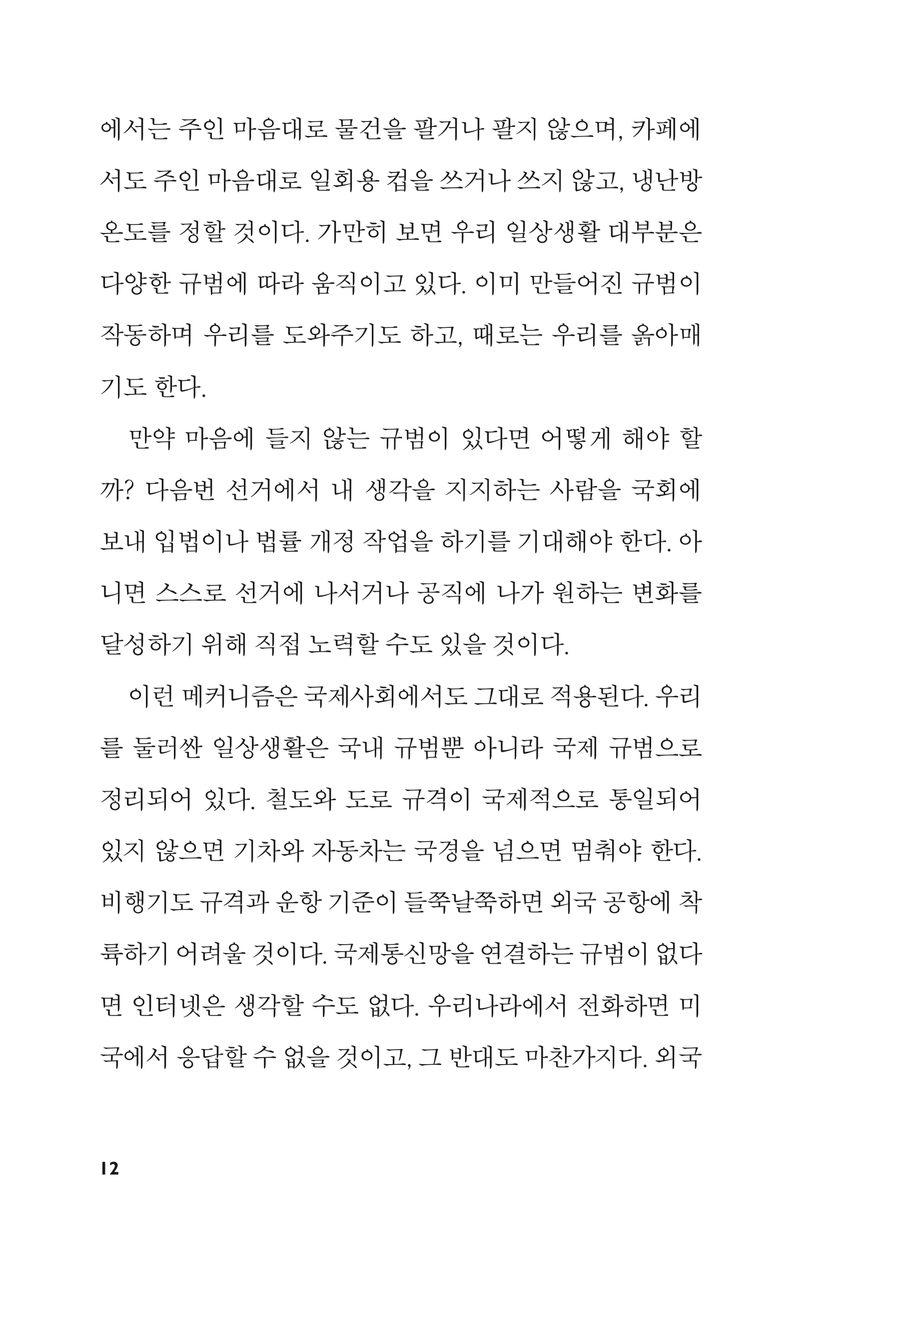 에서는 주인 마음대로 물건을 팔거나 팔지 않으며, 카페에
서도 주인 마음대로 일회용 컵을 쓰거나 쓰지 않고, 냉난방
온도를 정할 것이다. 가만히 보면 우리 일상생활 대부분은
다양한 규범에 따라 움직이고 있다. 이미 만들어진 규범이
작동하며 우리를 도와주기도 하고, 때로는 우리를 옭아매
기도 한다.
만약 마음에 들지 않는 규범이 있다면 어떻게 해야 할
까? 다음번 선거에서 내 생각을 지지하는 사람을 국회에
보내 입법이나 법률 개정 작업을 하기를 기대해야 한다. 아
니면 스스로 선거에 나서거나 공직에 나가 원하는 변화를
달성하기 위해 직접 노력할 수도 있을 것이다.
이런 메커니즘은 국제사회에서도 그대로 적용된다. 우리
를 둘러싼 일상생활은 국내 규범뿐 아니라 국제 규범으로
정리되어 있다. 철도와 도로 규격이 국제적으로 통일되어
있지 않으면 기차와 자동차는 국경을 넘으면 멈춰야 한다.
비행기도 규격과 운항 기준이 들쭉날쭉하면 외국 공항에 착
륙하기 어려울 것이다. 국제통신망을 연결하는 규범이 없다
면 인터넷은 생각할 수도 없다. 우리나라에서 전화하면 미
국에서 응답할 수 없을 것이고, 그 반대도 마찬가지다. 외국
12